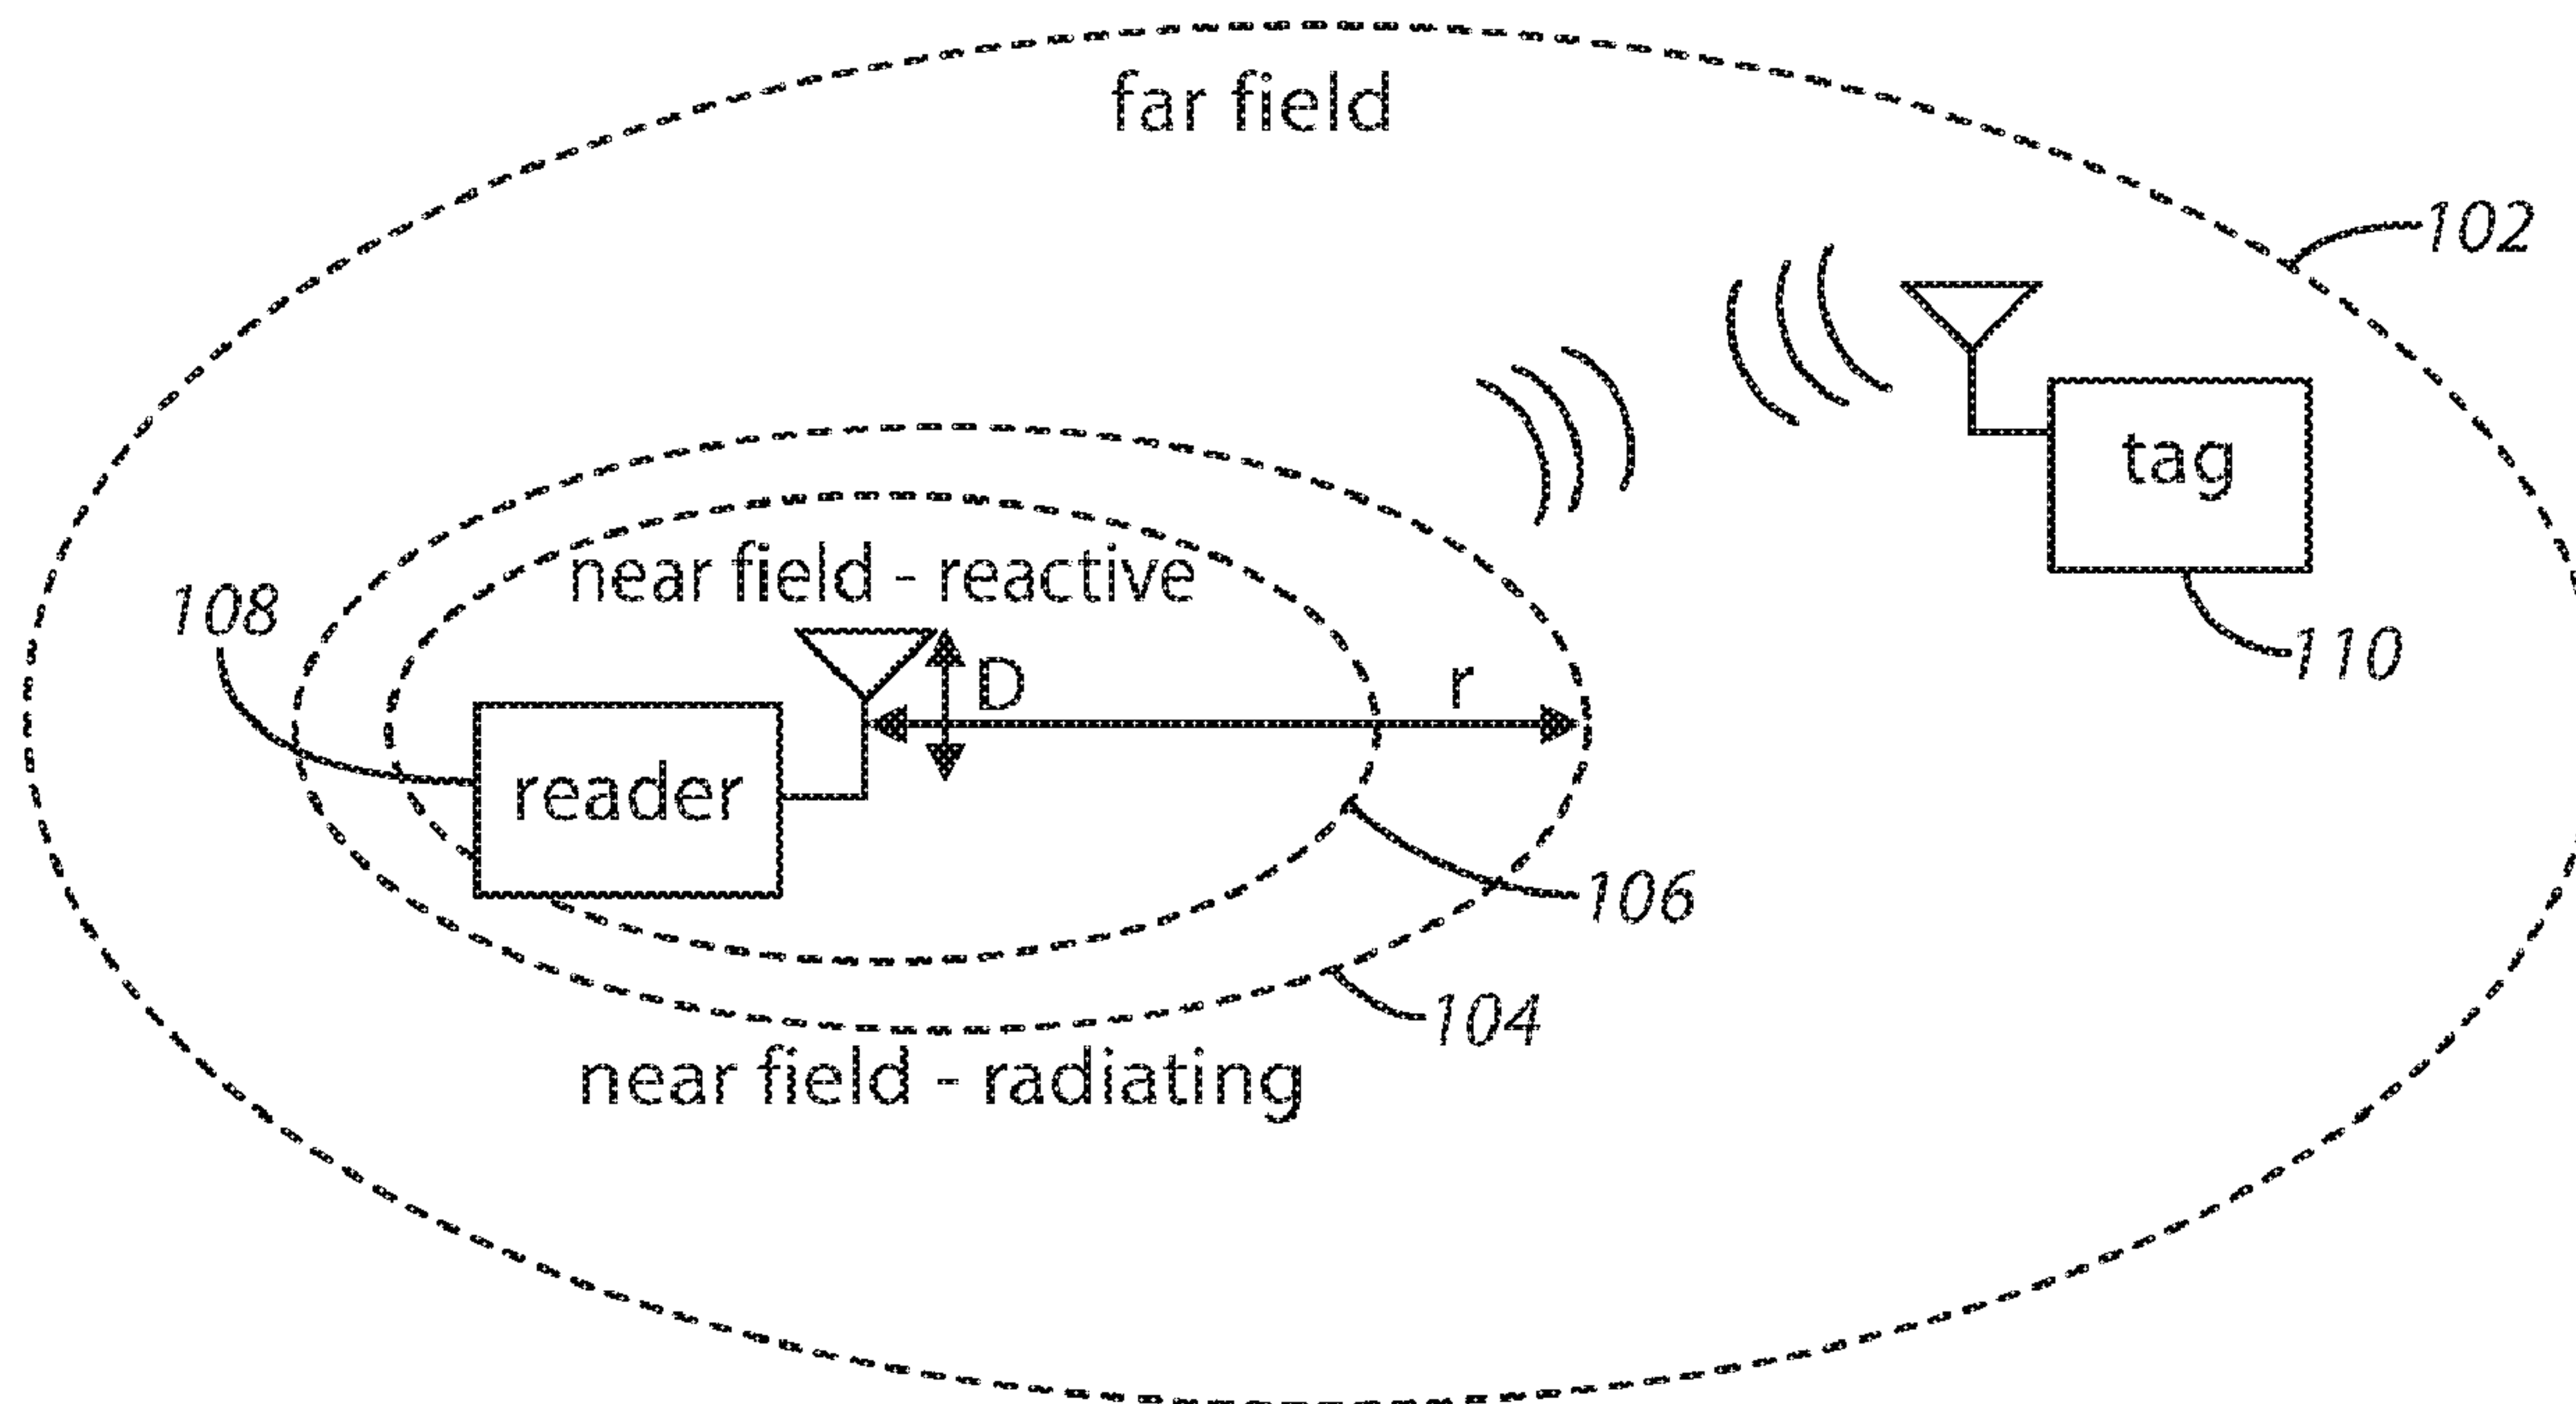 far field
102
near field - reactive
108
tag
110
D
r
reader
106
104
near field - radiating